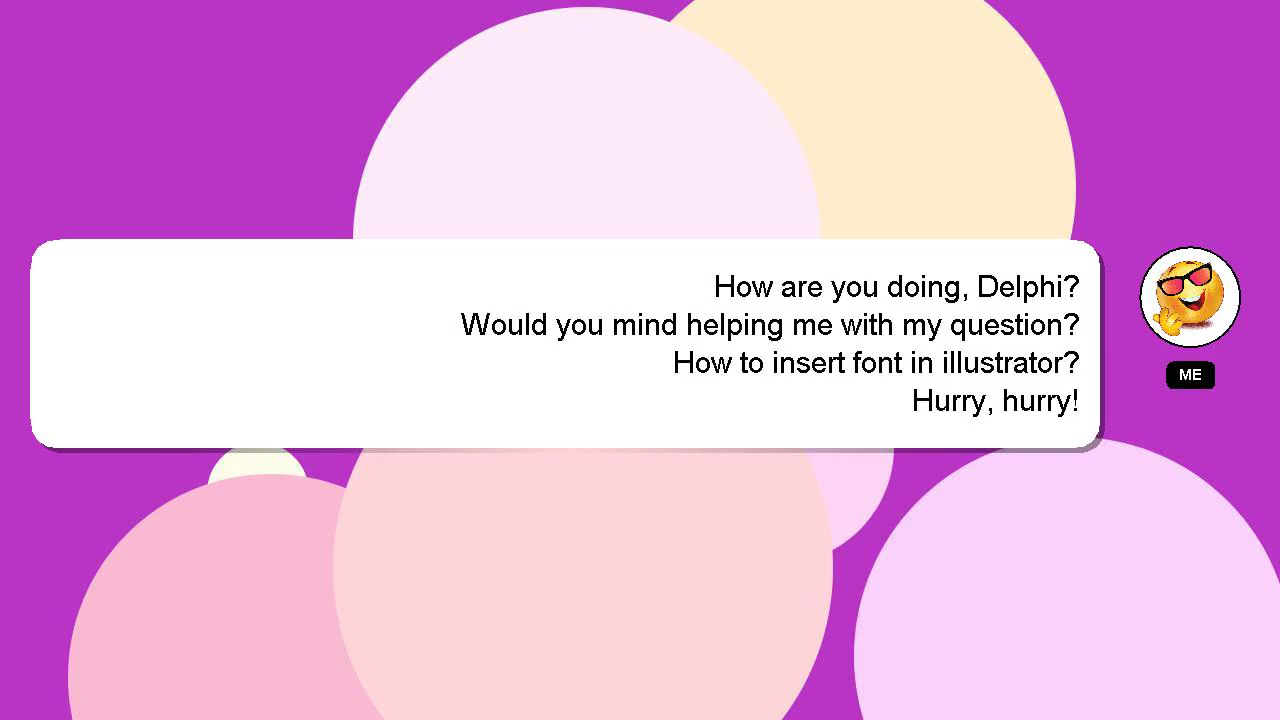 How are you doing, Delphi?
Would you mind helping me with my question?
How to insert font in illustrator?
Hurry, hurry!
ME